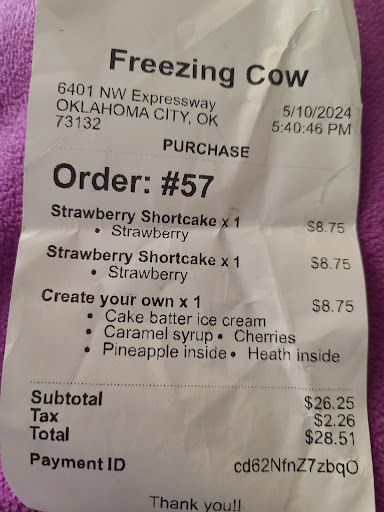 Freezing Cow
6401 NW Expressway
OKLAHOMA CITY, OK
73132
5/10/2024
5:40:46 PM
PURCHASE
Order: #57
Strawberry Shortcake x 1 $8.75
• Strawberry
Strawberry Shortcake x 1 $8.75
• Strawberry
Create your own x 1 $8.75
• Cake batter ice cream
• Caramel syrup • Cherries
• Pineapple inside • Heath inside
Subtotal $26.25
Tax $2.26
Total $28.51
Payment ID cd62NfnZ7zbqO
Thank you!!